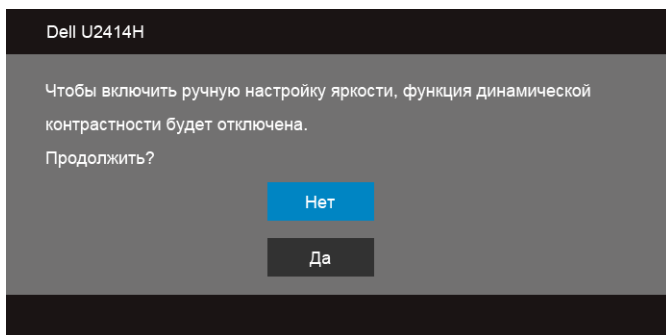 Dell U2414H
Чтобы включить ручную настройку яркости, функция динамической
контрастности будет отключена.
Продолжить?
Нет
Да